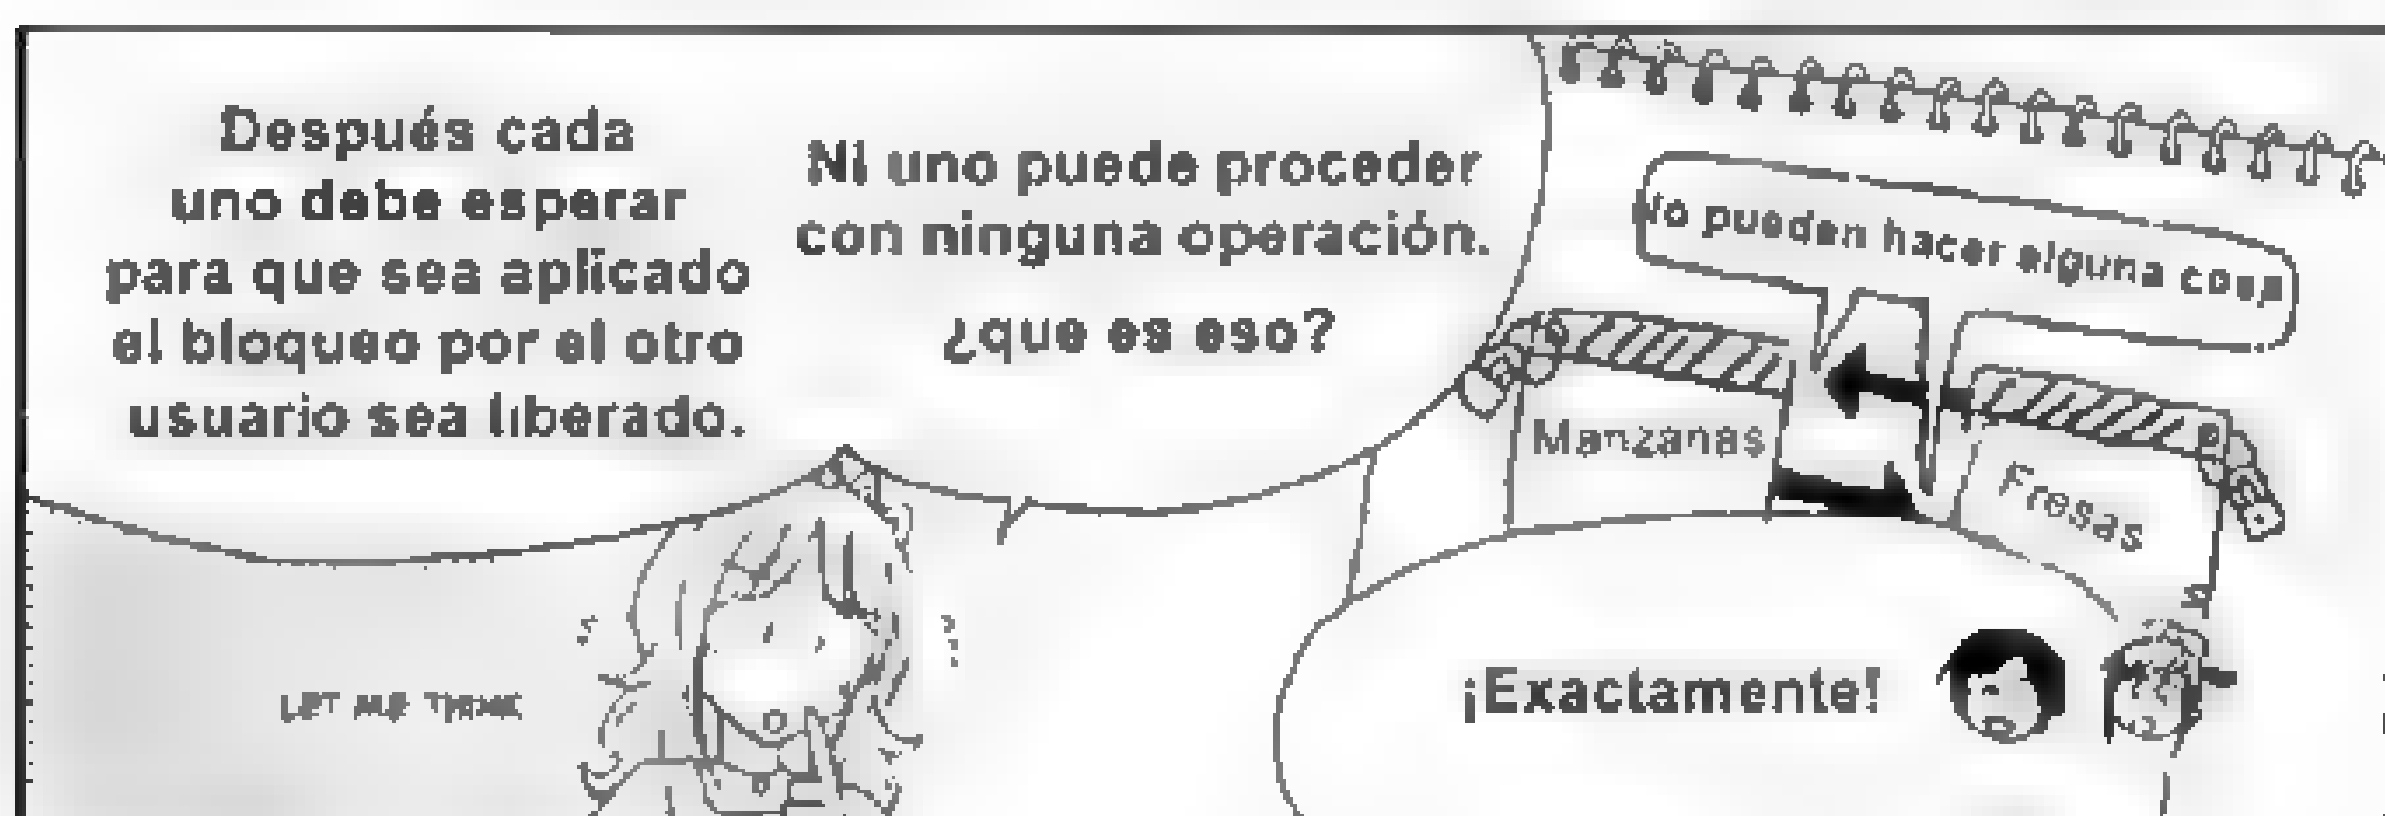 Después cada
uno debe esperar
para que sea aplicado
el bloqueo por el otro
usuario sea liberado.
Ni uno puede proceder
con ninguna operación.
¿que es eso?
No pueden hacer alguna cosa
Manzanas
Fresas
LET ME THINK
¡Exactamente!